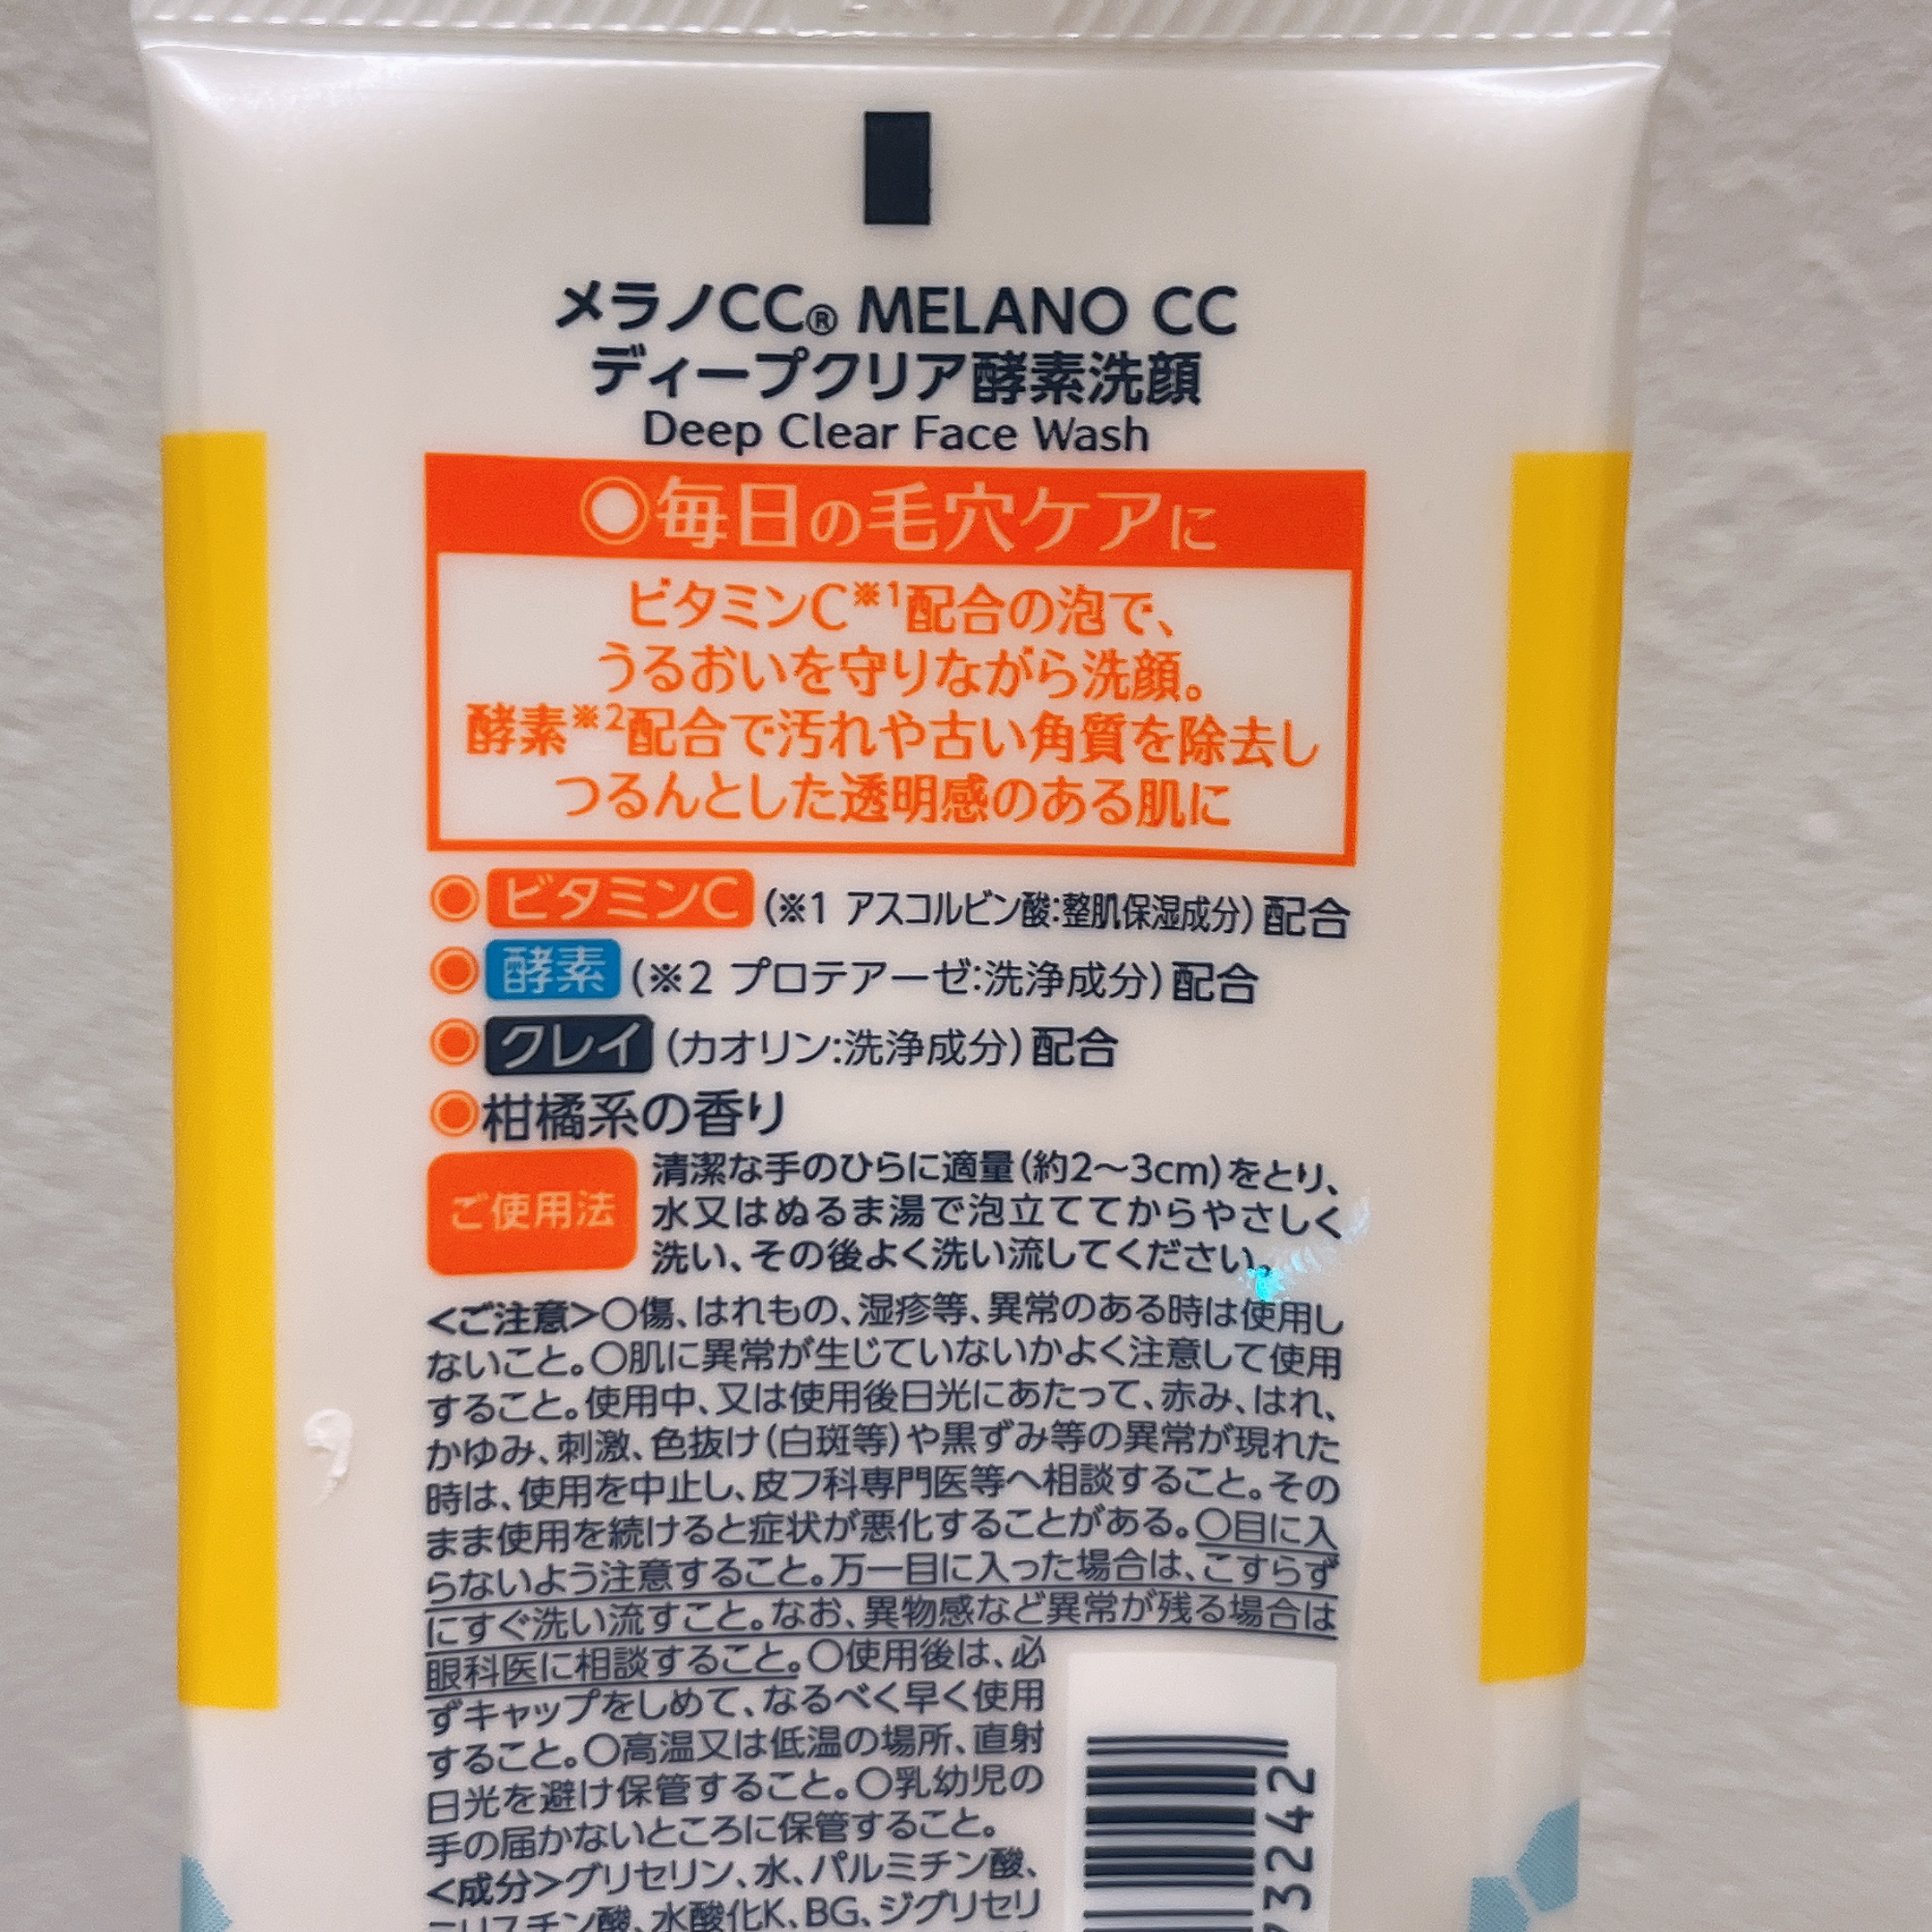 メラノCC® MELANO CC
ディープクリア酵素洗顔
Deep Clear Face Wash
◎毎日の毛穴ケアに
ビタミンC※1配合の泡で、
うるおいを守りながら洗顔。
酵素※2配合で汚れや古い角質を除去し
つるんとした透明感のある肌に
◎ビタミンC(※1 アスコルビン酸:整肌保湿成分)配合
◎酵素(※2 プロテアーゼ:洗浄成分)配合
◎クレイ(カオリン:洗浄成分)配合
◎柑橘系の香り
ご使用法
清潔な手のひらに適量(約2〜3cm)をとり、
水又はぬるま湯で泡立ててからやさしく
洗い、その後よく洗い流してください。
<ご注意>〇傷、はれもの、湿疹等、異常のある時は使用し
ないこと。〇肌に異常が生じていないかよく注意して使用
すること。使用中、又は使用後日光にあたって、赤み、はれ、
かゆみ、刺激、色抜け(白斑等)や黒ずみ等の異常が現れた
時は、使用を中止し、皮フ科専門医等へ相談すること。その
まま使用を続けると症状が悪化することがある。〇目に入
らないよう注意すること。万一目に入った場合は、こすらず
にすぐ洗い流すこと。なお、異物感など異常が残る場合は
眼科医に相談すること。〇使用後は、必
ずキャップをしめて、なるべく早く使用
すること。〇高温又は低温の場所、直射
日光を避け保管すること。〇乳幼児の
手の届かないところに保管すること。
<成分>グリセリン、水、パルミチン酸、
ミリスチン酸、水酸化K、BG、ジグリセリ
73242